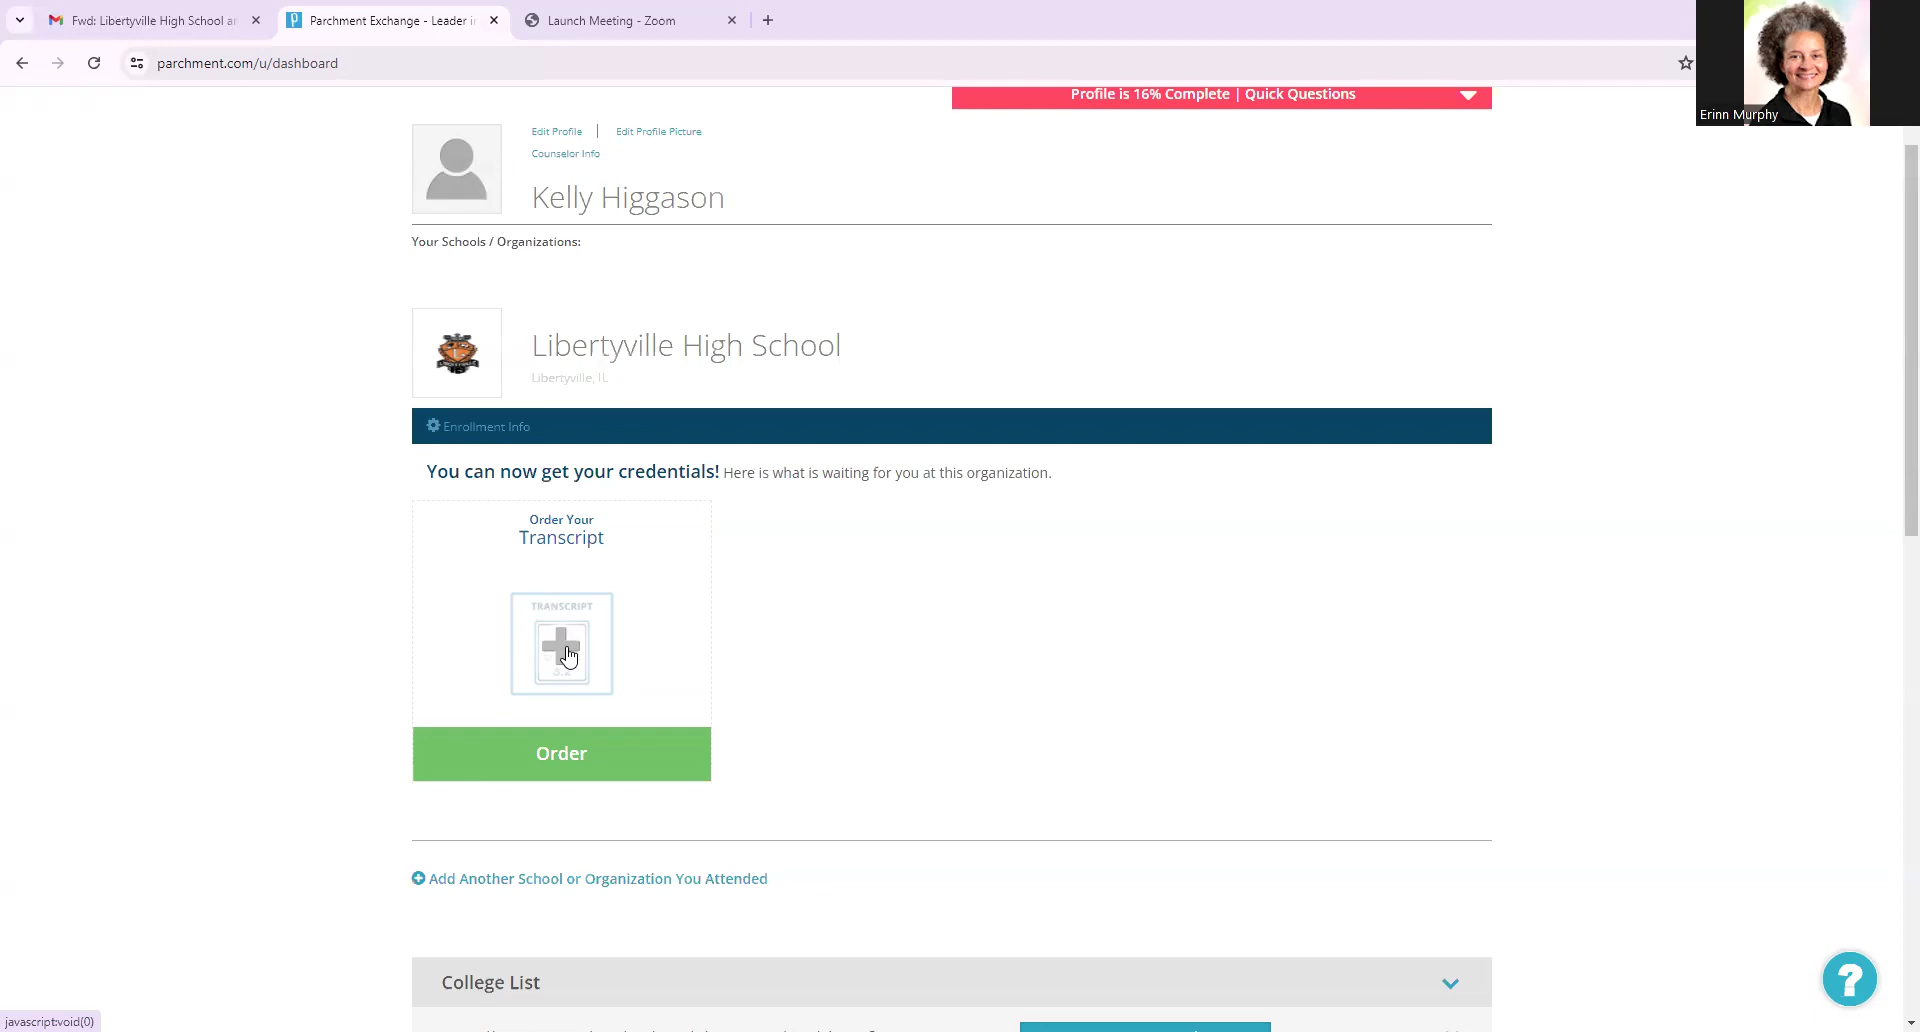 Fwd: Libertyville High School a
Parchment Exchange - Leader i
Launch Meeting - Zoom
parchment.com/u/dashboard
Erinn Murphy
Profile is 16% Complete | Quick Questions
Edit Profile | Edit Profile Picture
Counselor Info
Kelly Higgason
Your Schools / Organizations:
Libertyville High School
Libertyville, IL
Enrollment Info
You can now get your credentials! Here is what is waiting for you at this organization.
Order Your
Transcript
TRANSCRIPT
Order
Add Another School or Organization You Attended
College List
javascript:void(0)